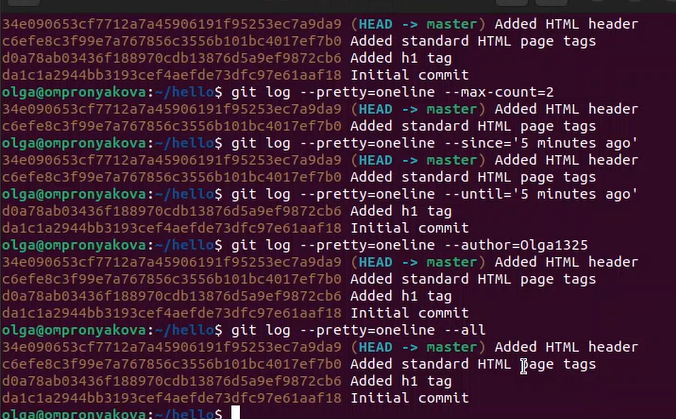 34e090653cf7712a7a45906191f95253ec7a9da9 (HEAD -> master) Added HTML header
c6efe8c3f99e7a767856c3556b101bc4017ef7b0 Added standard HTML page tags
d0a78ab03436f188970cdb13876d5a9ef9872cb6 Added h1 tag
da1c1a2944bb3193cef4aefde73dfc97e61aaf18 Initial commit
olga@ompronyakova:~/hello$ git log --pretty=oneline --max-count=2
34e090653cf7712a7a45906191f95253ec7a9da9 (HEAD -> master) Added HTML header
c6efe8c3f99e7a767856c3556b101bc4017ef7b0 Added standard HTML page tags
olga@ompronyakova:~/hello$ git log --pretty=oneline --since='5 minutes ago'
34e090653cf7712a7a45906191f95253ec7a9da9 (HEAD -> master) Added HTML header
c6efe8c3f99e7a767856c3556b101bc4017ef7b0 Added standard HTML page tags
olga@ompronyakova:~/hello$ git log --pretty=oneline --until='5 minutes ago'
d0a78ab03436f188970cdb13876d5a9ef9872cb6 Added h1 tag
da1c1a2944bb3193cef4aefde73dfc97e61aaf18 Initial commit
olga@ompronyakova:~/hello$ git log --pretty=oneline --author=Olga1325
34e090653cf7712a7a45906191f95253ec7a9da9 (HEAD -> master) Added HTML header
c6efe8c3f99e7a767856c3556b101bc4017ef7b0 Added standard HTML page tags
d0a78ab03436f188970cdb13876d5a9ef9872cb6 Added h1 tag
da1c1a2944bb3193cef4aefde73dfc97e61aaf18 Initial commit
olga@ompronyakova:~/hello$ git log --pretty=oneline --all
34e090653cf7712a7a45906191f95253ec7a9da9 (HEAD -> master) Added HTML header
c6efe8c3f99e7a767856c3556b101bc4017ef7b0 Added standard HTML page tags
d0a78ab03436f188970cdb13876d5a9ef9872cb6 Added h1 tag
da1c1a2944bb3193cef4aefde73dfc97e61aaf18 Initial commit
olga@ompronyakova:~/hello$